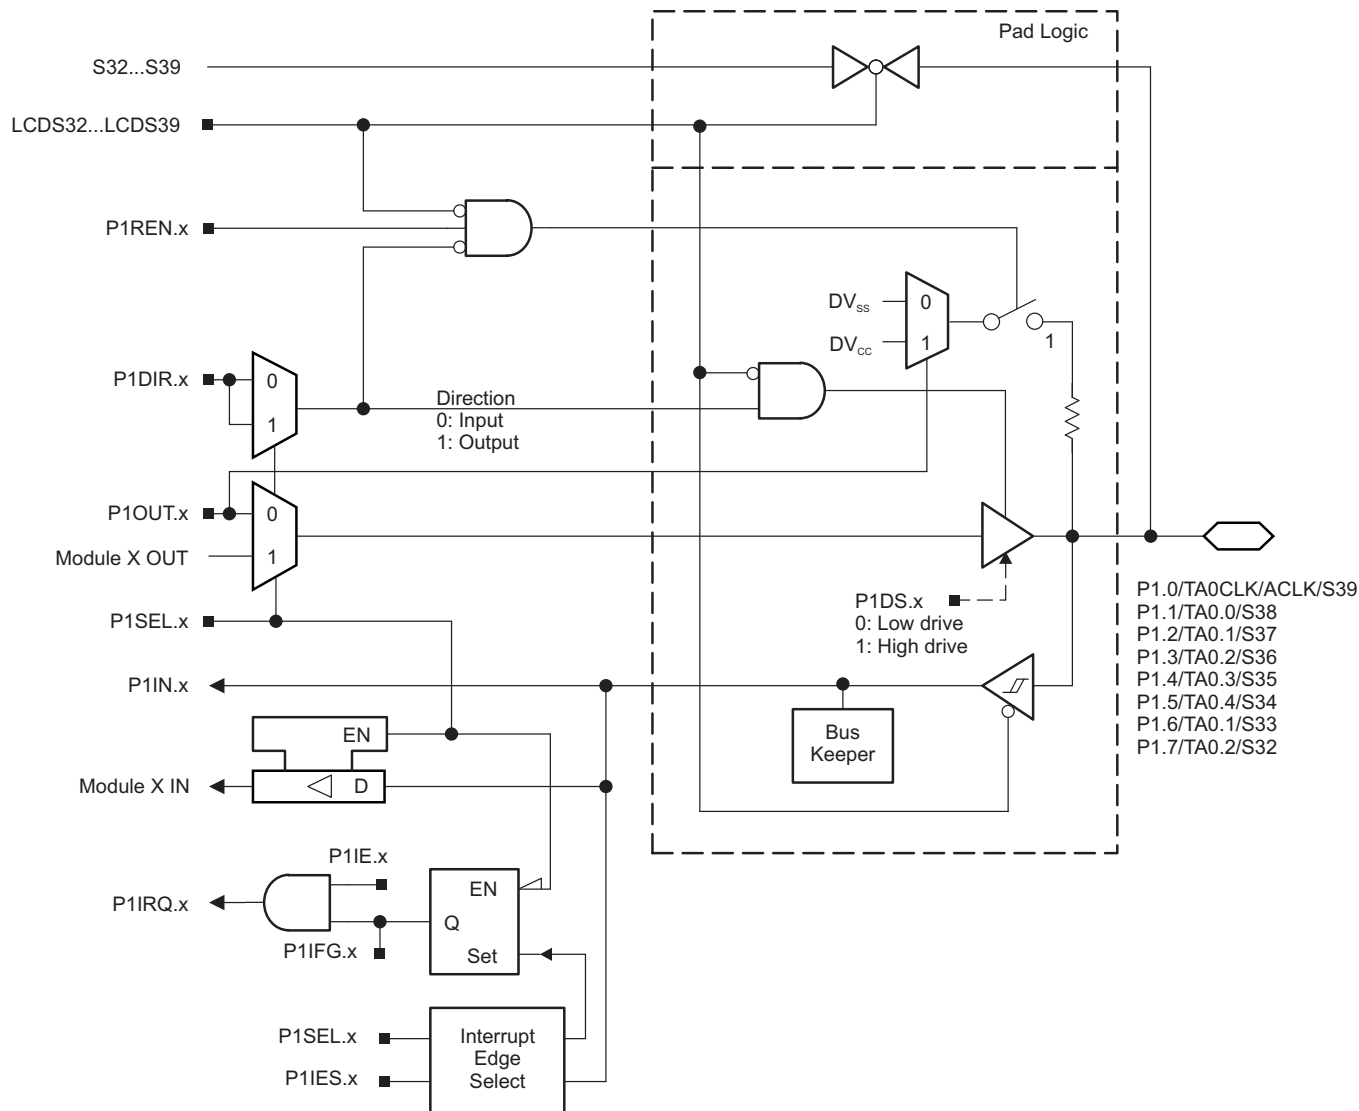 Pad Logic
S32...S39
LCDS32...LCDS39
P1REN.x
DVSS
0
DVCC
1
1
P1DIR.x
0
1
Direction
0: Input
1: Output
P1OUT.x
0
Module X OUT
1
P1DS.x
0: Low drive
1: High drive
P1SEL.x
P1.0/TA0CLK/ACLK/S39
P1.1/TA0.0/S38
P1.2/TA0.1/S37
P1.3/TA0.2/S36
P1.4/TA0.3/S35
P1.5/TA0.4/S34
P1.6/TA0.1/S33
P1.7/TA0.2/S32
P1IN.x
Bus
Keeper
EN
Module X IN
D
P1IE.x
EN
P1IRQ.x
Q
P1IFG.x
Set
P1SEL.x
P1IES.x
Interrupt
Edge
Select